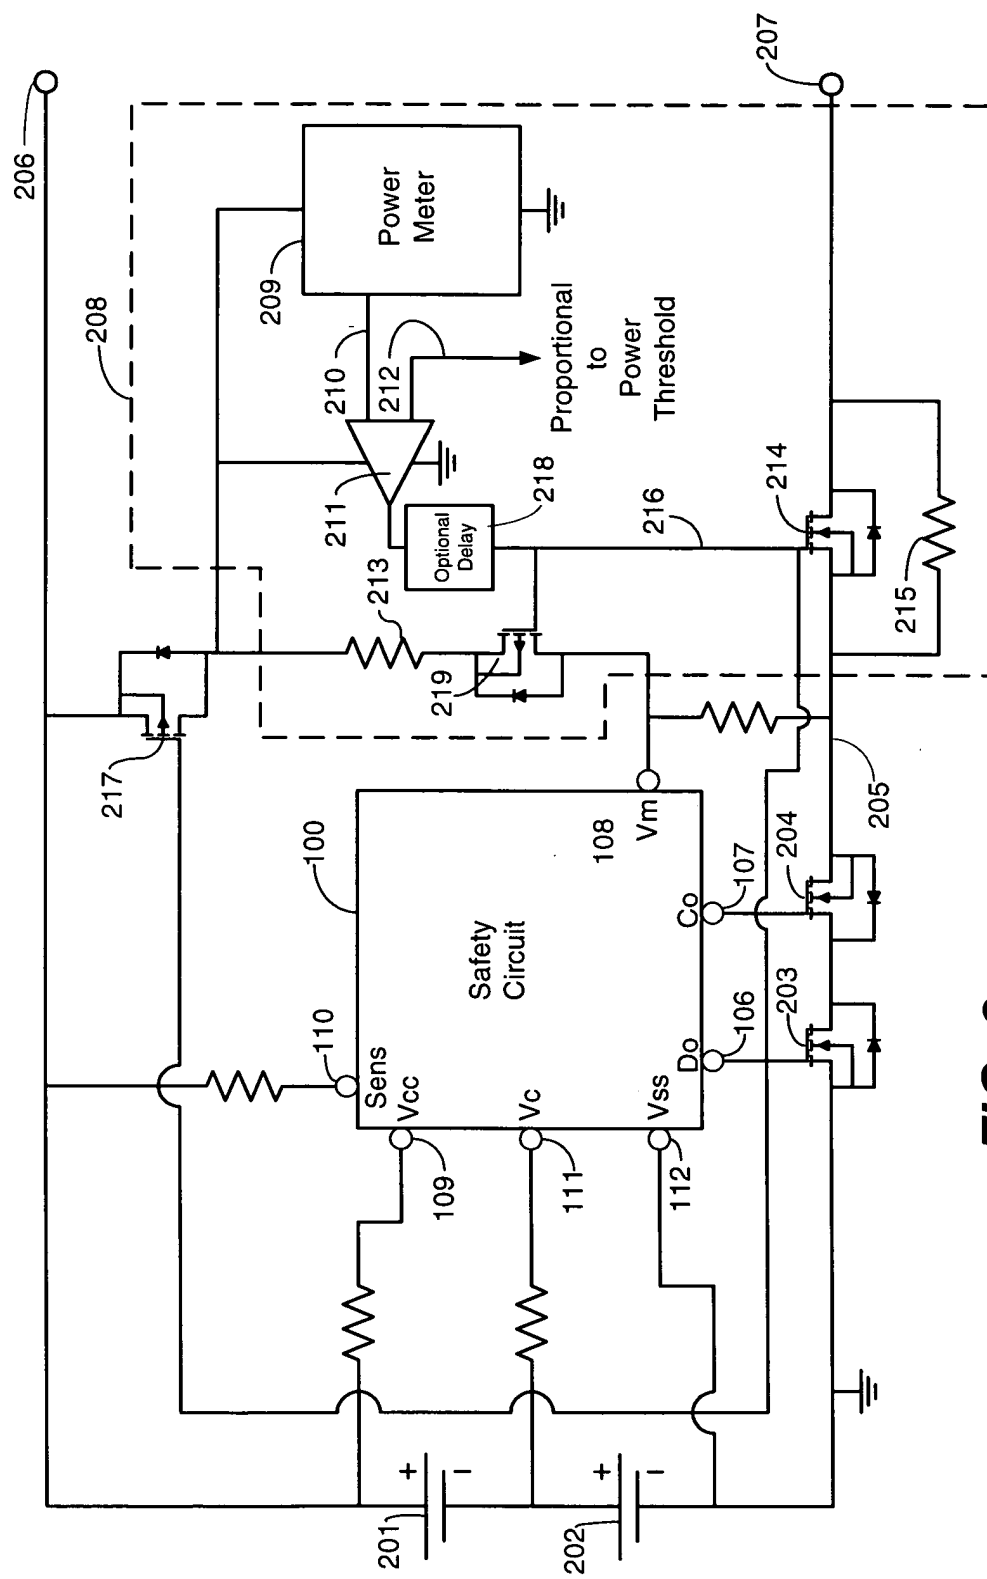 206
207
208
209
Power
Meter
210
212
211
Proportional
to
Power
Threshold
Optional
Delay
218
213
219
216
214
215
217
100
Safety
Circuit
110
Sens
Vcc
109
Vc
111
Vss
112
Do
106
Co
107
108
Vm
203
204
205
201
+
−
202
+
−